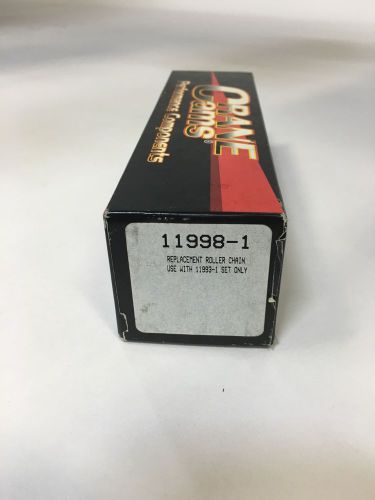 CRANE
Cams
Performance Components
11998-1
REPLACEMENT ROLLER CHAIN
USE WITH 11993-1 SET ONLY